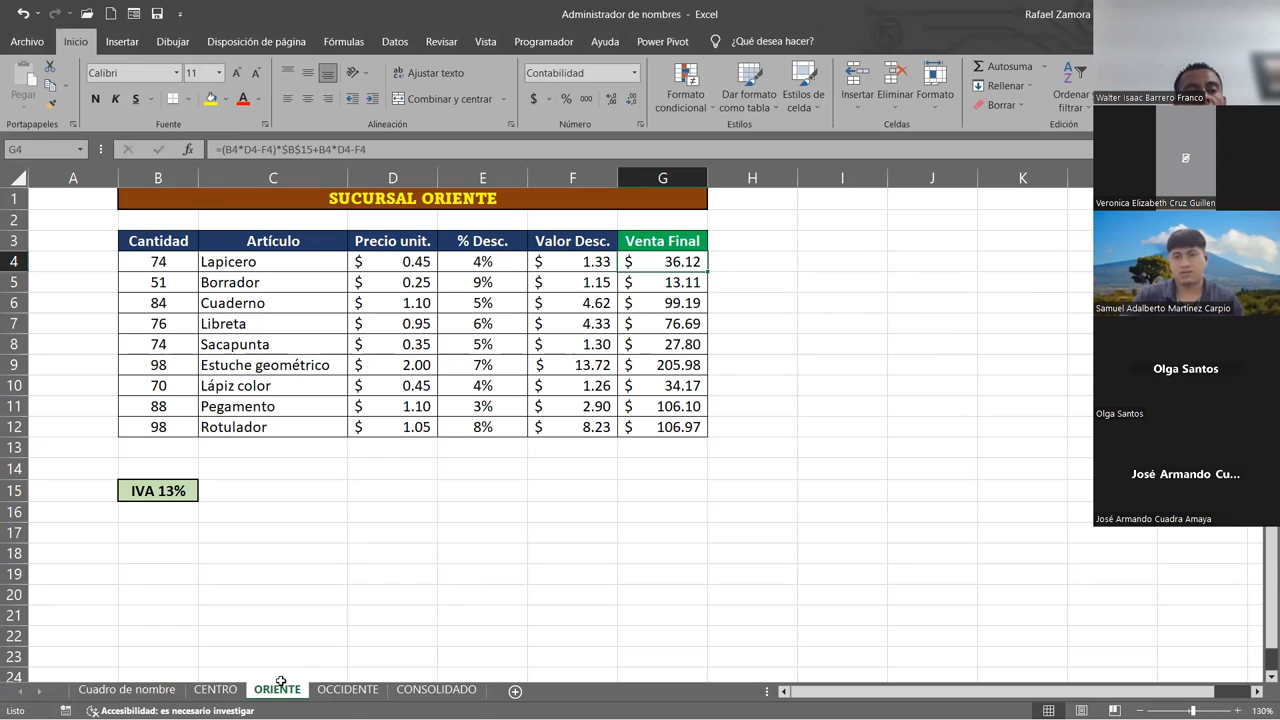 Administrador de nombres - Excel
Rafael Zamora
Archivo Inicio Insertar Dibujar Disposición de página Fórmulas Datos Revisar Vista Programador Ayuda Power Pivot ¿Qué desea hacer?
Pegar
Calibri 11
N K S
Ajustar texto
Combinar y centrar
Contabilidad
$ % 000
Formato condicional
Dar formato como tabla
Estilos de celda
Insertar Eliminar Formato
Autosuma
Rellenar
Borrar
Ordenar filtrar
Portapapeles Fuente Alineación Número Estilos Celdas Edición
G4 fx =(B4*D4-F4)*$B$15+B4*D4-F4
A B C D E F G H I J K
1 SUCURSAL ORIENTE
2
3 Cantidad Artículo Precio unit. % Desc. Valor Desc. Venta Final
4 74 Lapicero $ 0.45 4% $ 1.33 $ 36.12
5 51 Borrador $ 0.25 9% $ 1.15 $ 13.11
6 84 Cuaderno $ 1.10 5% $ 4.62 $ 99.19
7 76 Libreta $ 0.95 6% $ 4.33 $ 76.69
8 74 Sacapunta $ 0.35 5% $ 1.30 $ 27.80
9 98 Estuche geométrico $ 2.00 7% $ 13.72 $ 205.98
10 70 Lápiz color $ 0.45 4% $ 1.26 $ 34.17
11 88 Pegamento $ 1.10 3% $ 2.90 $ 106.10
12 98 Rotulador $ 1.05 8% $ 8.23 $ 106.97
13
14
15 IVA 13%
16
17
18
19
20
21
22
23
24
Cuadro de nombre CENTRO ORIENTE OCCIDENTE CONSOLIDADO
Listo Accesibilidad: es necesario investigar 130%
Walter Isaac Barrero Franco
Veronica Elizabeth Cruz Guillen
Samuel Adalberto Martinez Carpio
Olga Santos
Olga Santos
José Armando Cu...
José Armando Cuadra Amaya